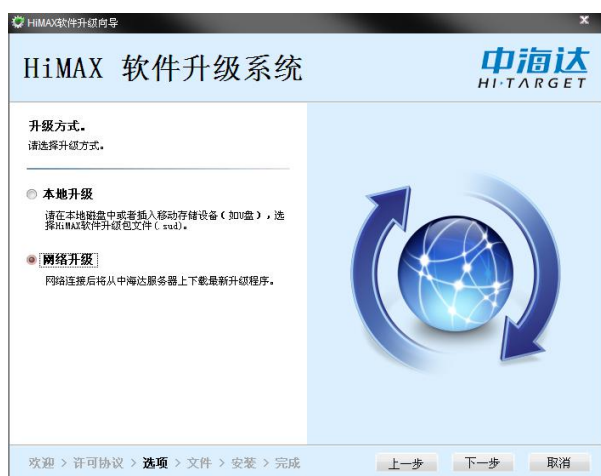 HiMAX软件升级向导
HiMAX 软件升级系统
中海达
HI·TARGET
升级方式。
请选择升级方式。
本地升级
请在本地磁盘中或者插入移动存储设备(如U盘),选
择HiMAX软件升级包文件(sud)。
网络升级
网络连接后将从中海达服务器上下载最新升级程序。
欢迎 > 许可协议 > 选项 > 文件 > 安装 > 完成
上一步 下一步 取消